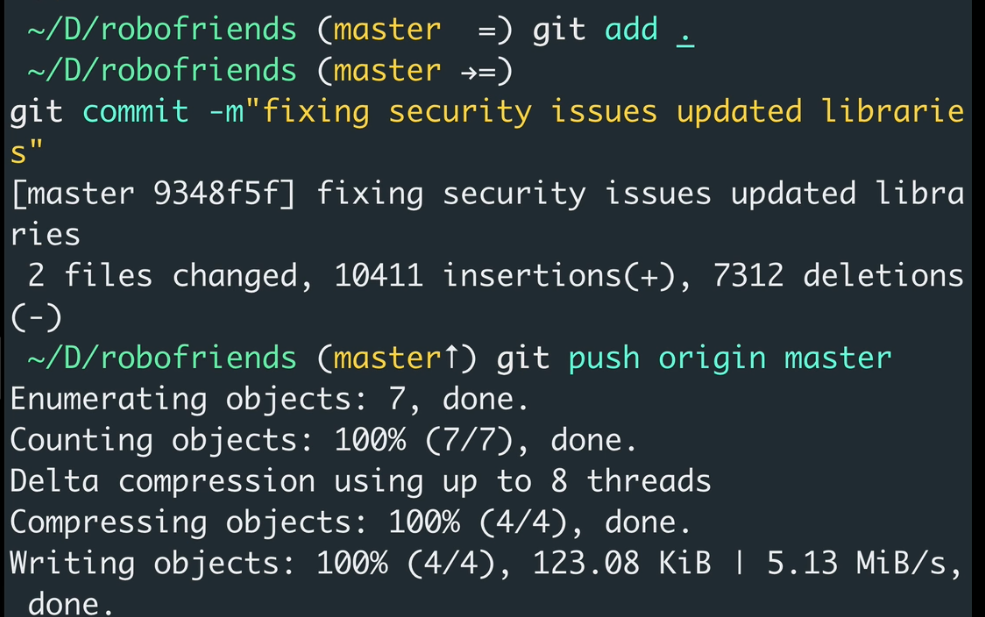 ~/D/robofriends (master  =) git add .
~/D/robofriends (master →=)
git commit -m"fixing security issues updated librarie
s"
[master 9348f5f] fixing security issues updated libra
ries
2 files changed, 10411 insertions(+), 7312 deletions
(-)
~/D/robofriends (master↑) git push origin master
Enumerating objects: 7, done.
Counting objects: 100% (7/7), done.
Delta compression using up to 8 threads
Compressing objects: 100% (4/4), done.
Writing objects: 100% (4/4), 123.08 KiB | 5.13 MiB/s,
done.